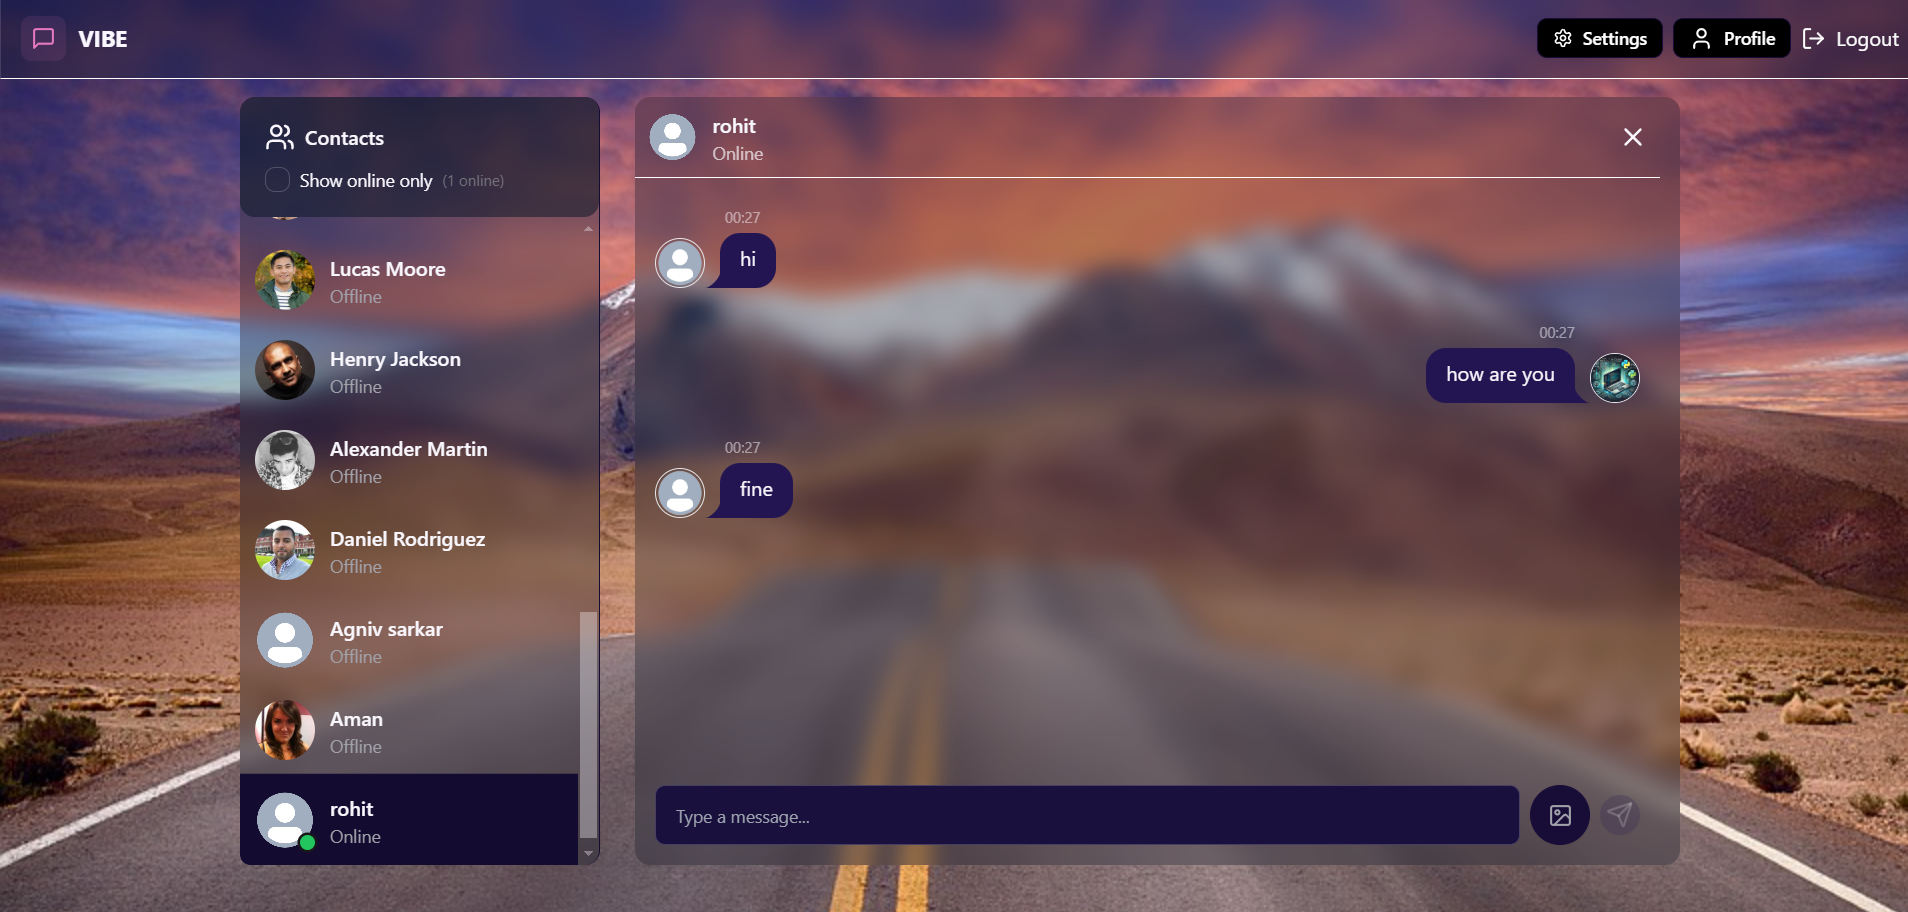 VIBE
Settings
Profile
Logout
Contacts
Show online only (1 online)
Lucas Moore
Offline
Henry Jackson
Offline
Alexander Martin
Offline
Daniel Rodriguez
Offline
Agniv sarkar
Offline
Aman
Offline
rohit
Online
rohit
Online
00:27
hi
00:27
how are you
00:27
fine
Type a message...